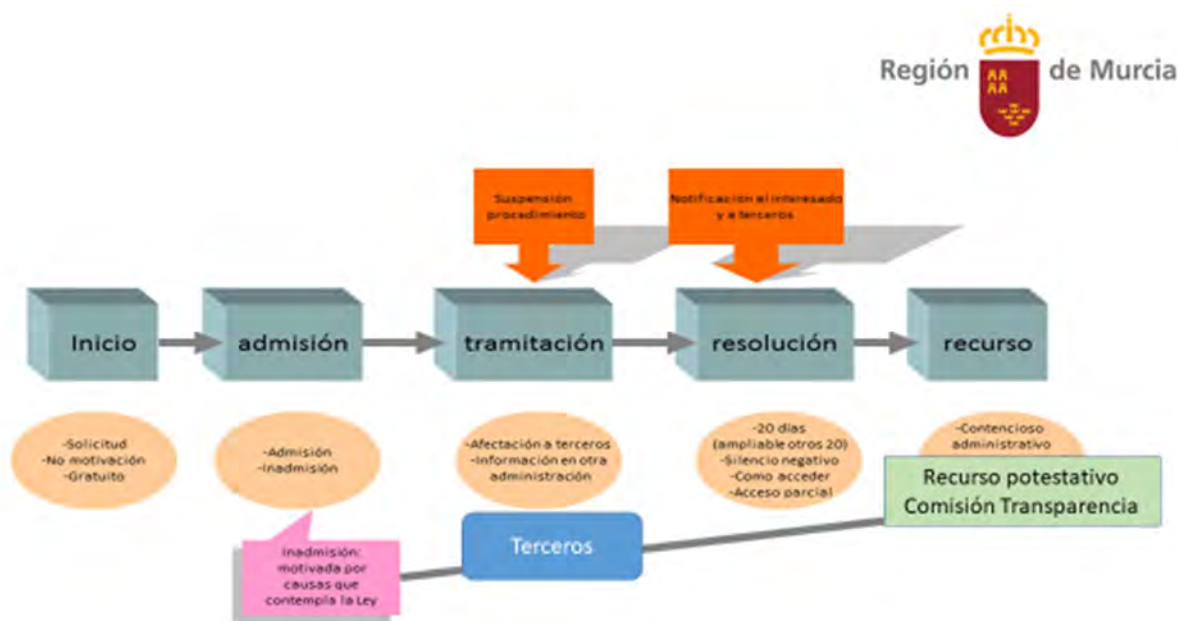 Región de Murcia
Suspensión
procedimiento
Notificación al interesado
y a terceros
Inicio
admisión
tramitación
resolución
recurso
-Solicitud
-No motivación
-Gratuito
-Admisión
-Inadmisión
-Afectación a terceros
-Información en otra
administración
-20 días
(ampliable otros 20)
-Silencio negativo
-Como acceder
-Acceso parcial
-Contencioso
administrativo
Recurso potestativo
Comisión Transparencia
Terceros
Inadmisión:
motivada por
causas que
contempla la Ley